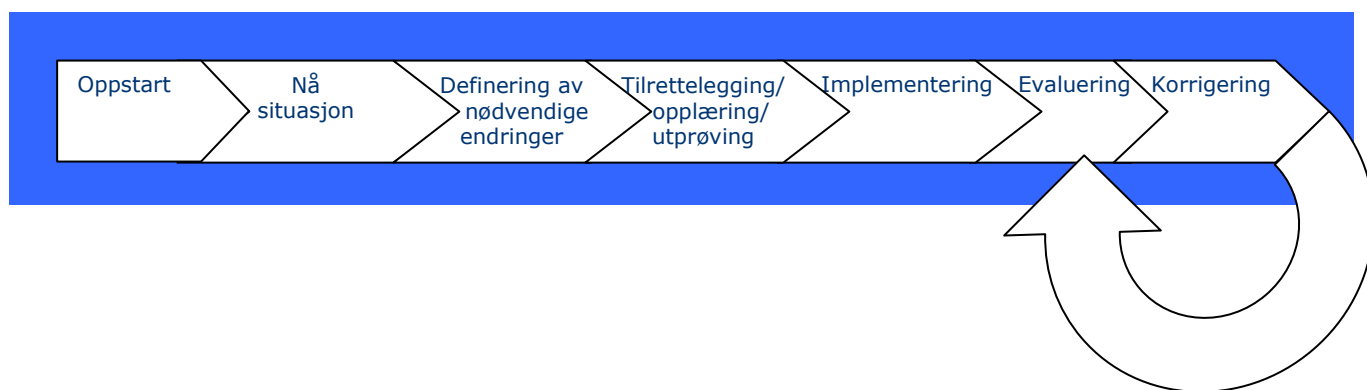 Oppstart
Nå
situasjon
Definering av
nødvendige
endringer
Tilrettelegging/
opplæring/
utprøving
Implementering
Evaluering
Korrigering